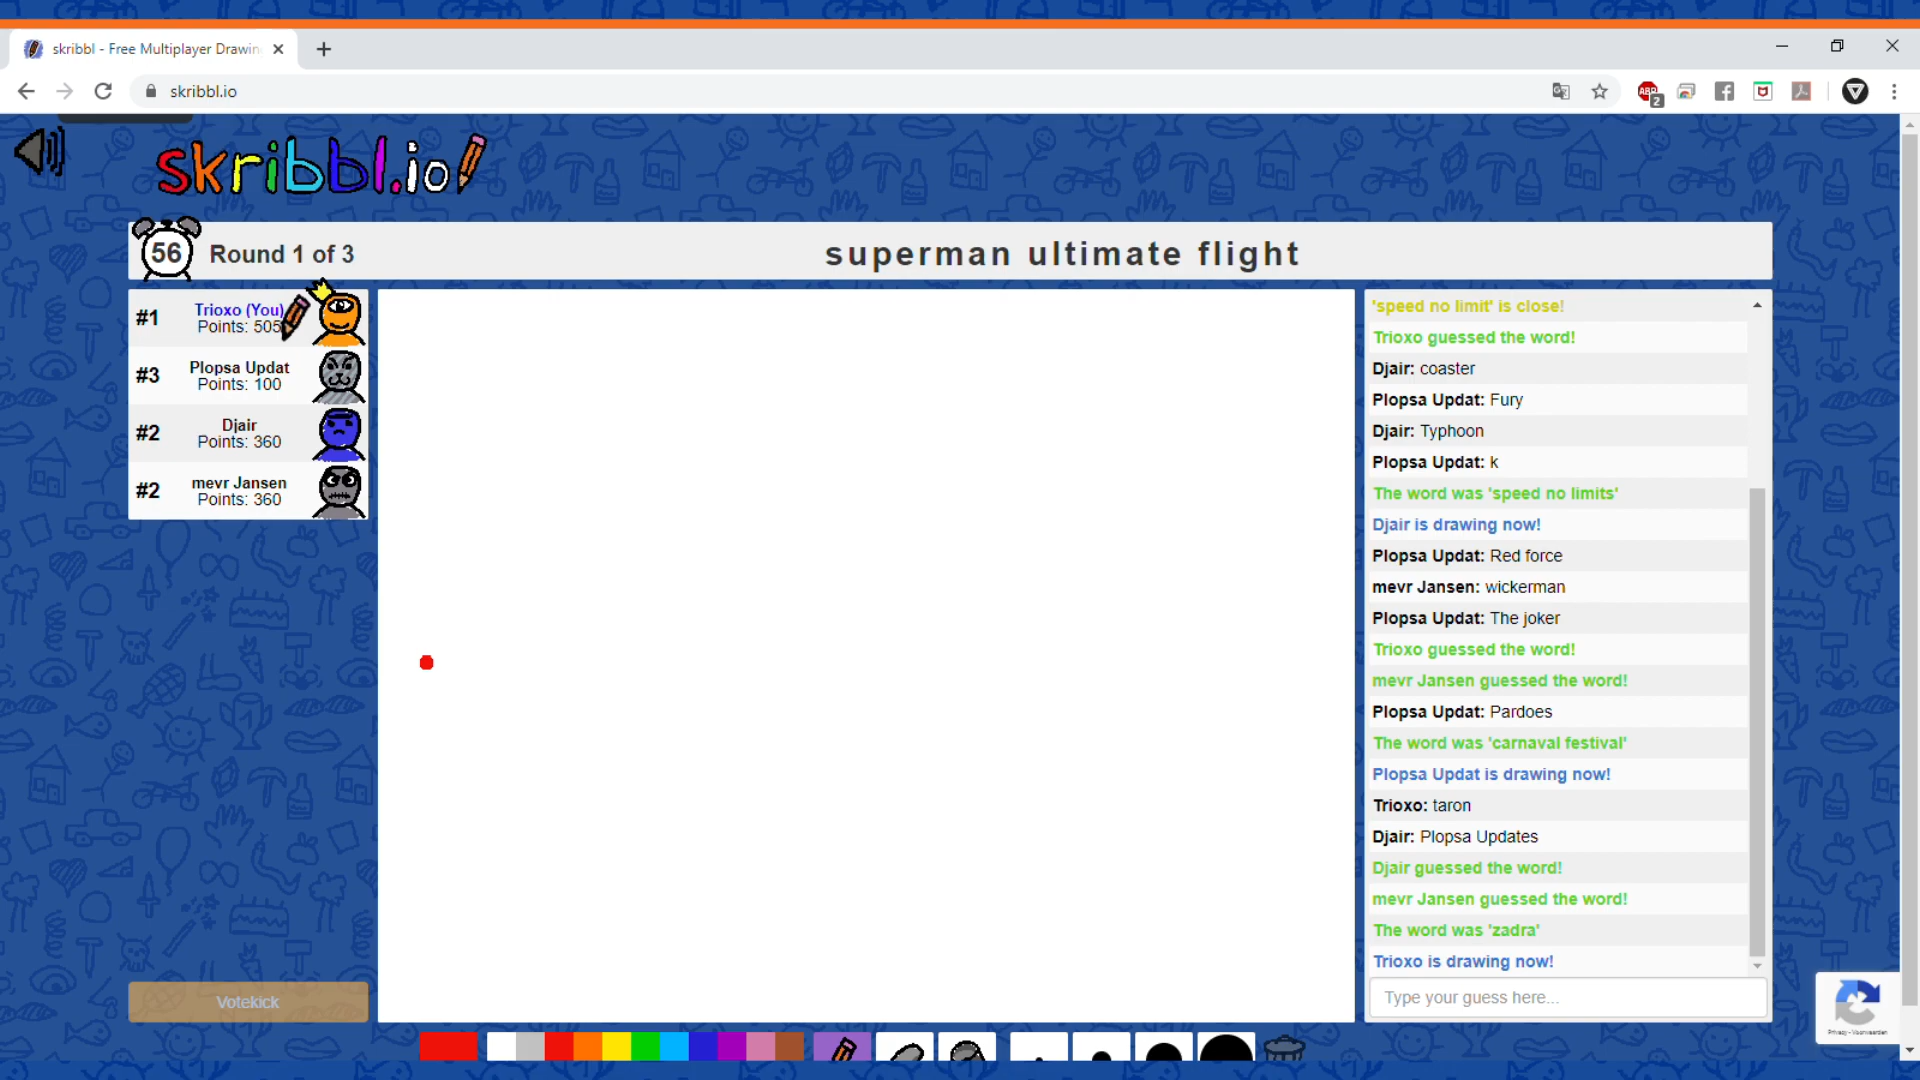 skribbl - Free Multiplayer Drawin
skribbl.io
ABP
2
skribbl.io
56
Round 1 of 3
superman ultimate flight
#1
Trioxo (You)
Points: 505
#3
Plopsa Updat
Points: 100
#2
Djair
Points: 360
#2
mevr Jansen
Points: 360
Votekick
'speed no limit' is close!
Trioxo guessed the word!
Djair: coaster
Plopsa Updat: Fury
Djair: Typhoon
Plopsa Updat: k
The word was 'speed no limits'
Djair is drawing now!
Plopsa Updat: Red force
mevr Jansen: wickerman
Plopsa Updat: The joker
Trioxo guessed the word!
mevr Jansen guessed the word!
Plopsa Updat: Pardoes
The word was 'carnaval festival'
Plopsa Updat is drawing now!
Trioxo: taron
Djair: Plopsa Updates
Djair guessed the word!
mevr Jansen guessed the word!
The word was 'zadra'
Trioxo is drawing now!
Type your guess here...
Privacy - Voorwaarden